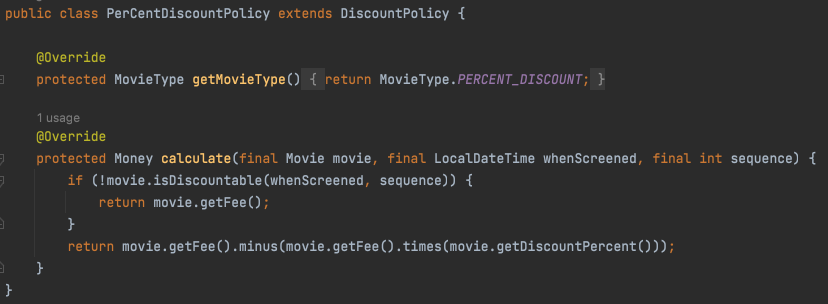 public class PerCentDiscountPolicy extends DiscountPolicy {
@Override
protected MovieType getMovieType() { return MovieType.PERCENT_DISCOUNT; }
1 usage
@Override
protected Money calculate(final Movie movie, final LocalDateTime whenScreened, final int sequence) {
if (!movie.isDiscountable(whenScreened, sequence)) {
return movie.getFee();
}
return movie.getFee().minus(movie.getFee().times(movie.getDiscountPercent()));
}
}